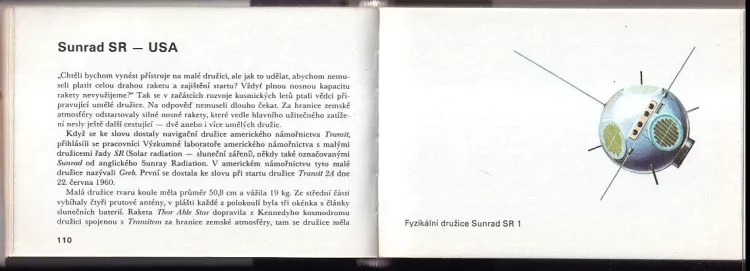 Sunrad SR — USA
„Chtěli bychom vynést přístroje na malé družici, ale jak to udělat, abychom nemu-
seli platit celou drahou raketu a zajištění startu? Vždyť plnou nosnou kapacitu
rakety nevyužijeme?“ Tak se v začátcích rozvoje kosmických letů ptali vědci při-
pravující umělé družice. Na odpověď nemuseli dlouho čekat. Za hranice zemské
atmosféry odstartovaly silné nosné rakety, které vedle hlavního užitečného zatíže-
ní nesly ještě další cestující — dvě anebo i více umělých družic.
Když se ke slovu dostaly navigační družice amerického námořnictva Transit,
přihlásili se pracovníci Výzkumné laboratoře amerického námořnictva s malými
družicemi řady SR (Solar radiation — sluneční záření), někdy také označovanými
Sunrad od anglického Sunray Radiation. V americkém námořnictvu tyto malé
družice nazývali Greb. První se dostala ke slovu při startu družice Transit 2A dne
22. června 1960.
Malá družice tvaru koule měla průměr 50,8 cm a vážila 19 kg. Ze střední části
vybíhaly čtyři prutové antény, v plášti každé z polokoulí byla tři okénka s články
slunečních baterií. Raketa Thor Able Star dopravila z Kennedyho kosmodromu
družici spojenou s Transitem za hranice zemské atmosféry, tam se družice měla
110
Fyzikální družice Sunrad SR 1